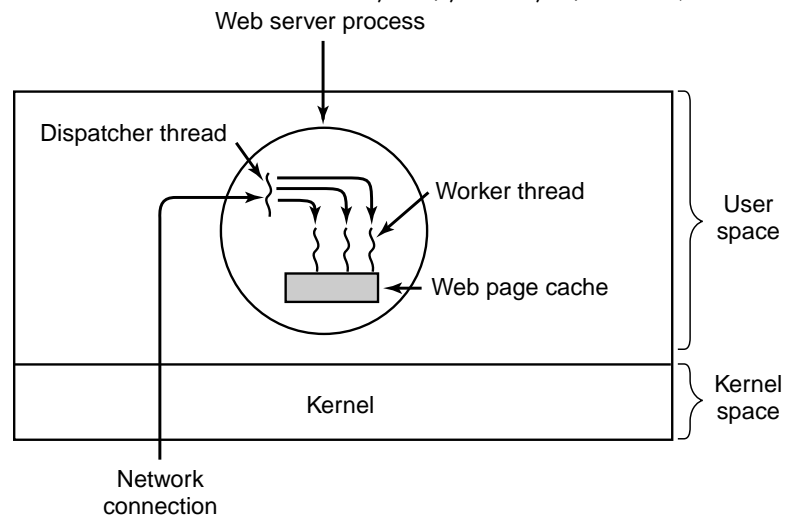 Web server process
Dispatcher thread
Worker thread
User
space
Web page cache
Kernel
Kernel
space
Network
connection